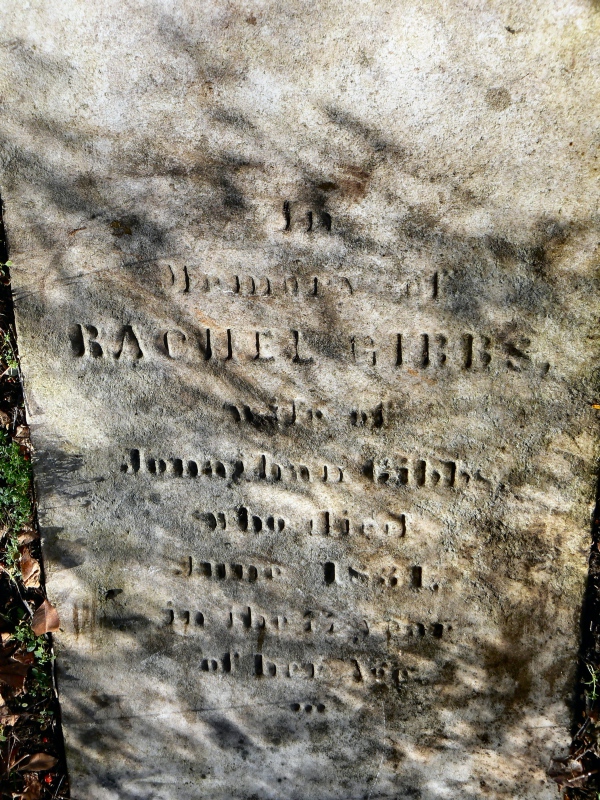 In
Memory of
RACHEL GIBBS,
wife of
Jonathan Gibbs,
who died
June
in the year
of her Age